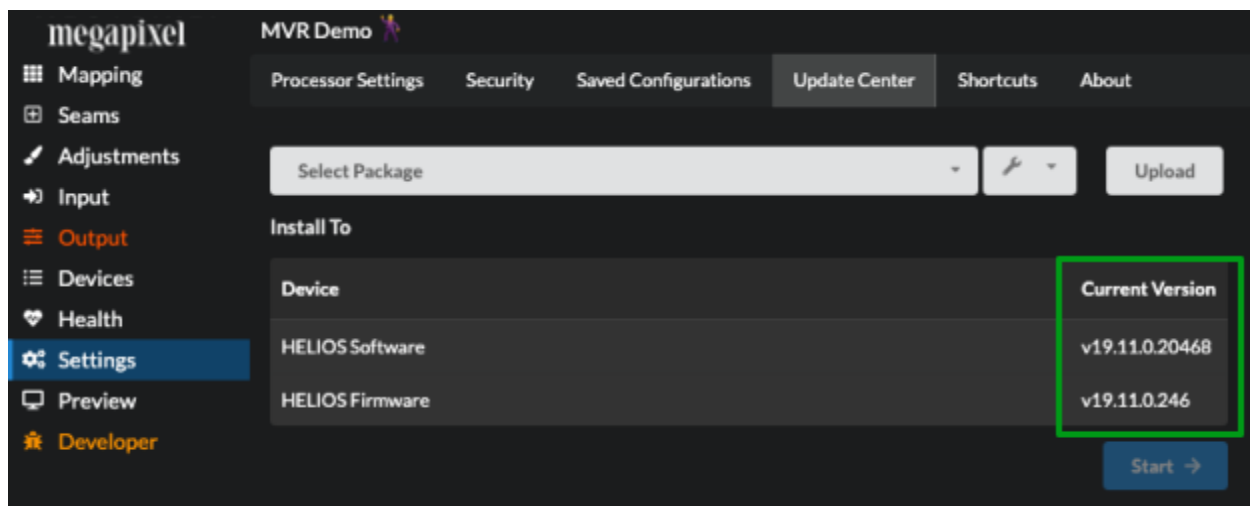 megapixel
MVR Demo
Mapping
Seams
Adjustments
Input
Output
Devices
Health
Settings
Preview
Developer
Processor Settings Security Saved Configurations Update Center Shortcuts About
Select Package Upload
Install To
Device Current Version
HELIOS Software v19.11.0.20468
HELIOS Firmware v19.11.0.246
Start →